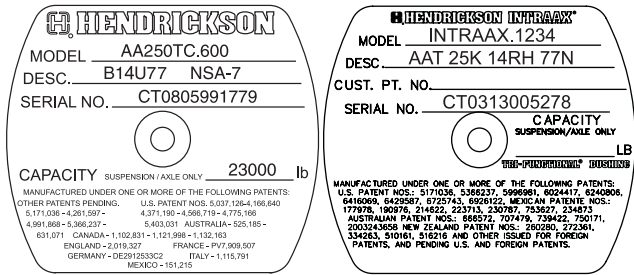 HENDRICKSON
MODEL AA250TC.600
DESC. B14U77 NSA-7
SERIAL NO. CT0805991779
CAPACITY SUSPENSION / AXLE ONLY 23000 lb
MANUFACTURED UNDER ONE OR MORE OF THE FOLLOWING PATENTS:
OTHER PATENTS PENDING. U.S. PATENT NOS. 5,037,126-4,166,640
5,171,036 -4,261,597- 4,371,190 -4,566,719 -4,775,166
4,991,868 -5,366,237- 5,403,031 AUSTRALIA -525,185-
631,071 CANADA -1,102,831 -1,121,998 -1,132,163
ENGLAND -2,019,327 FRANCE -PV7,909,507
GERMANY -DE2912533C2 ITALY -1,115,791
MEXICO -151,215
HENDRICKSON INTRAAX®
MODEL INTRAAX.1234
DESC. AAT 25K 14RH 77N
CUST. PT. NO.
SERIAL NO. CT0313005278
CAPACITY
SUSPENSION/AXLE ONLY
LB
TRI-FUNCTIONAL® BUSHING
MANUFACTURED UNDER ONE OR MORE OF THE FOLLOWING PATENTS:
U.S. PATENT NOS.: 5171036, 5366237, 5996981, 6024417, 6240806,
6416069, 6429587, 6725743, 6926122, MEXICAN PATENTE NOS.:
177978, 190976, 214622, 223713, 230787, 753627, 234873
AUSTRALIAN PATENT NOS.: 688572, 707479, 739422, 750171,
2003243658 NEW ZEALAND PATENT NOS.: 260280, 272361,
334263, 510161, 516216 AND OTHER ISSUED FOR FOREIGN
PATENTS, AND PENDING U.S. AND FOREIGN PATENTS.